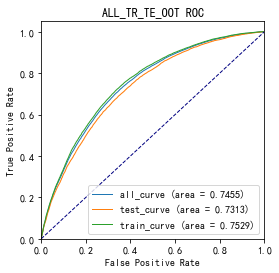 ALL_TR_TE_OOT ROC
1.0
0.8
0.6
0.4
0.2
0.0
True Positive Rate
all_curve (area = 0.7455)
test_curve (area = 0.7313)
train_curve (area = 0.7529)
0.0 0.2 0.4 0.6 0.8 1.0
False Positive Rate